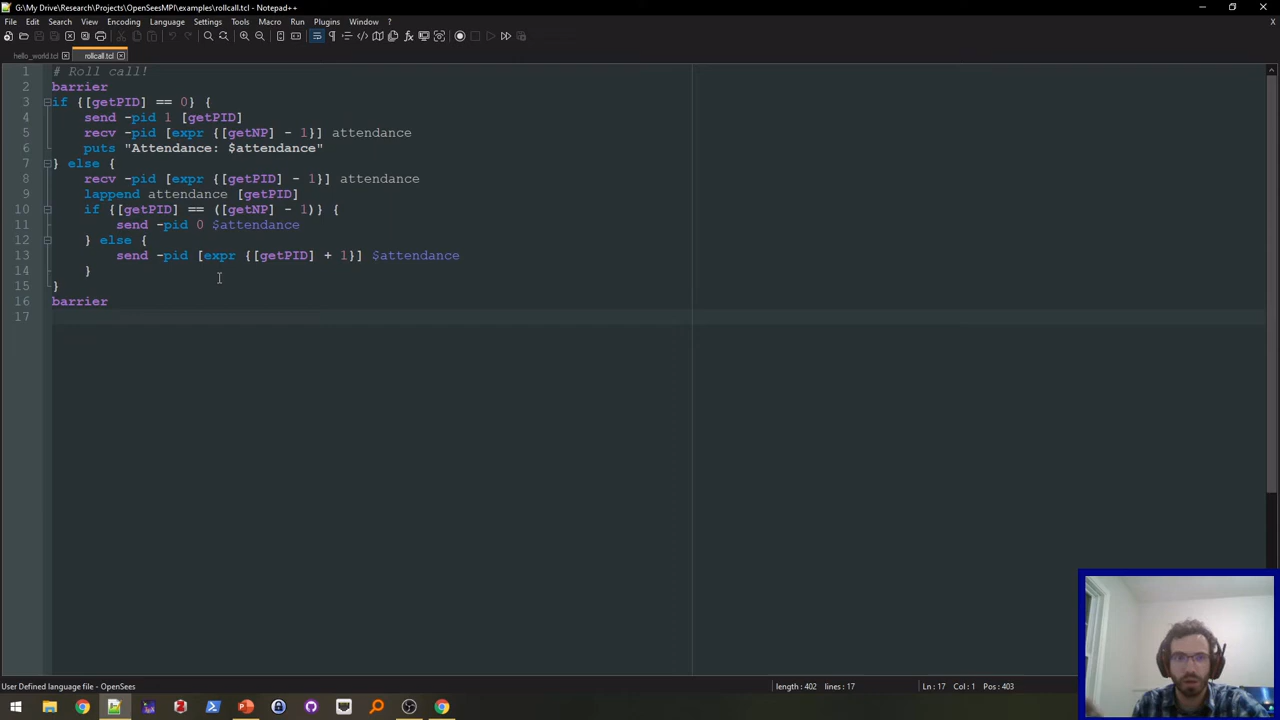 G:\My Drive\Research\Projects\OpenSeesMPI\examples\rollcall.tcl - Notepad++
File Edit Search View Encoding Language Settings Tools Macro Run Plugins Window ? X
hello_world.tcl rollcall.tcl
1 # Roll call!
2 barrier
3 if {[getPID] == 0} {
4 send -pid 1 [getPID]
5 recv -pid [expr {[getNP] - 1}] attendance
6 puts "Attendance: $attendance"
7 } else {
8 recv -pid [expr {[getPID] - 1}] attendance
9 lappend attendance [getPID]
10 if {[getPID] == ([getNP] - 1)} {
11 send -pid 0 $attendance
12 } else {
13 send -pid [expr {[getPID] + 1}] $attendance
14 }
15 }
16 barrier
17
User Defined language file - OpenSees length : 402 lines : 17 Ln : 17 Col : 1 Pos : 403